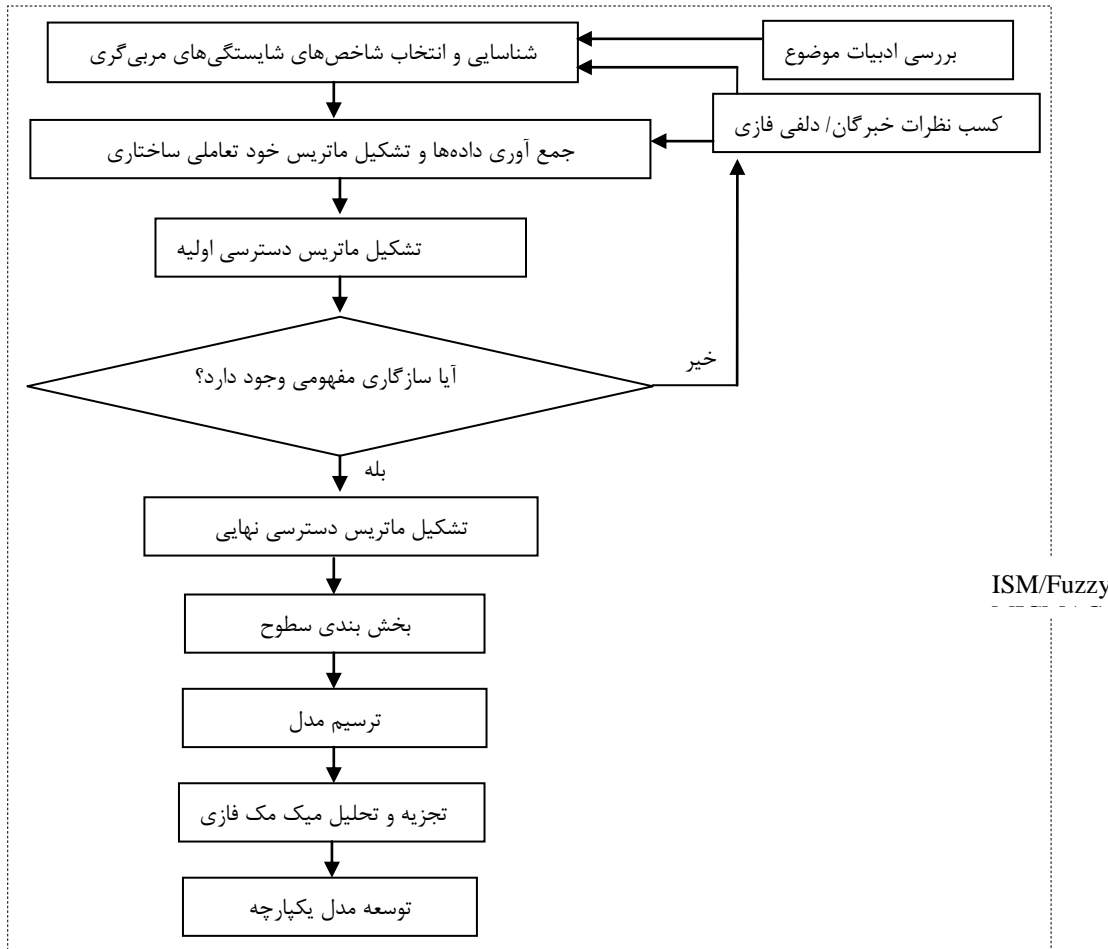 شناسایی و انتخاب شاخص‌های شایستگی‌های مربی‌گری
بررسی ادبیات موضوع
کسب نظرات خبرگان/ دلفی فازی
جمع آوری داده‌ها و تشکیل ماتریس خود تعاملی ساختاری
تشکیل ماتریس دسترسی اولیه
آیا سازگاری مفهومی وجود دارد؟
خیر
بله
تشکیل ماتریس دسترسی نهایی
ISM/Fuzzy
بخش بندی سطوح
ترسیم مدل
تجزیه و تحلیل میک مک فازی
توسعه مدل یکپارچه